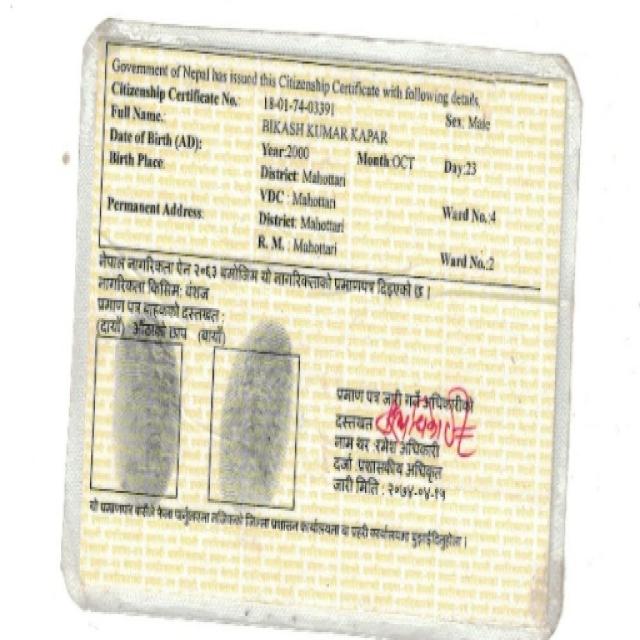 Government of Nepal has issued this Citizenship Certificate with following details.
Citizenship Certificate No.: 18-01-74-03391 Sex: Male
Full Name.: BIKASH KUMAR KAPAR
Date of Birth (AD): Year:2000 Month:OCT Day:23
Birth Place: District: Mahottari
VDC : Mahottari Ward No.:4
Permanent Address: District: Mahottari
R. M. : Mahottari Ward No.:2
नेपाल नागरिकता ऐन २०६३ बमोजिम यो नागरिकताको प्रमाणपत्र दिइएको छ ।
नागरिकता किसिम: वंशज
प्रमाण पत्र वाहकको दस्तखत :
(दायाँ) औंठाको छाप (बायाँ)
प्रमाण पत्र जारी गर्ने अधिकारीको
दस्तखत
नाम थर : रमेश अधिकारी
दर्जा : प्रशासकीय अधिकृत
जारी मिति : २०७४-०४-१५
यो प्रमाणपत्र कसैले फेला पार्नुभएमा नजिकको जिल्ला प्रशासन कार्यालयमा वा प्रहरी कार्यालयमा बुझाईदिनुहोला ।